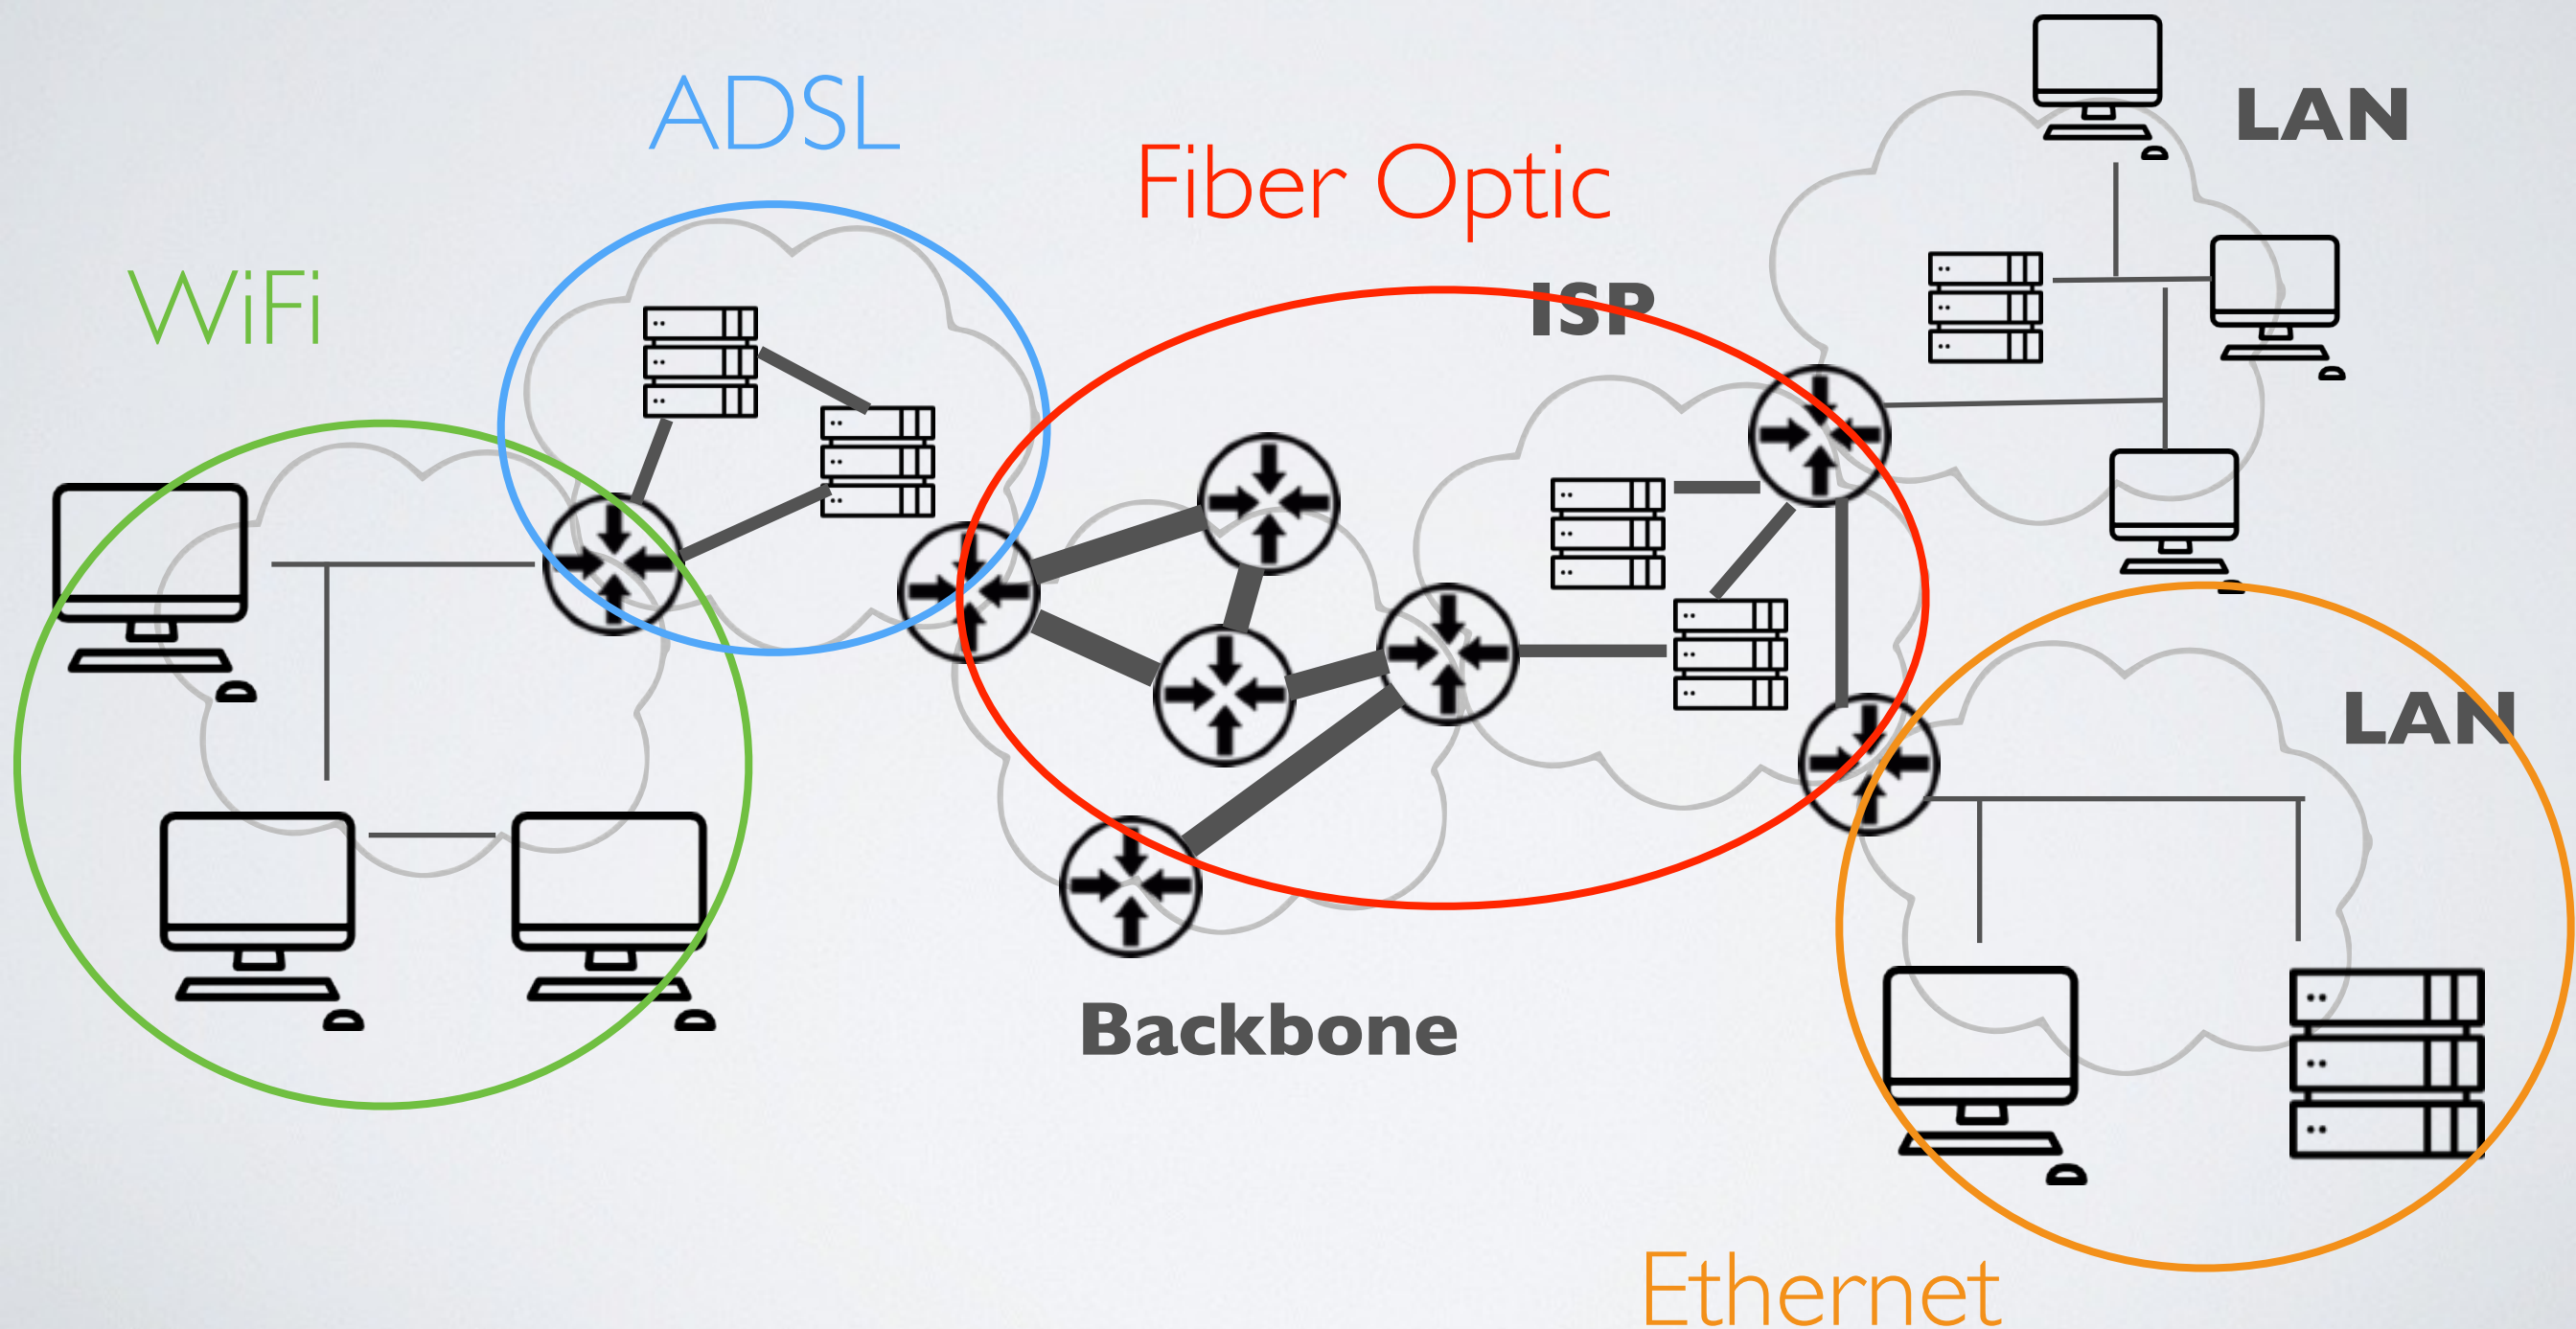 ADSL
LAN
Fiber Optic
WiFi
ISP
LAN
Backbone
Ethernet